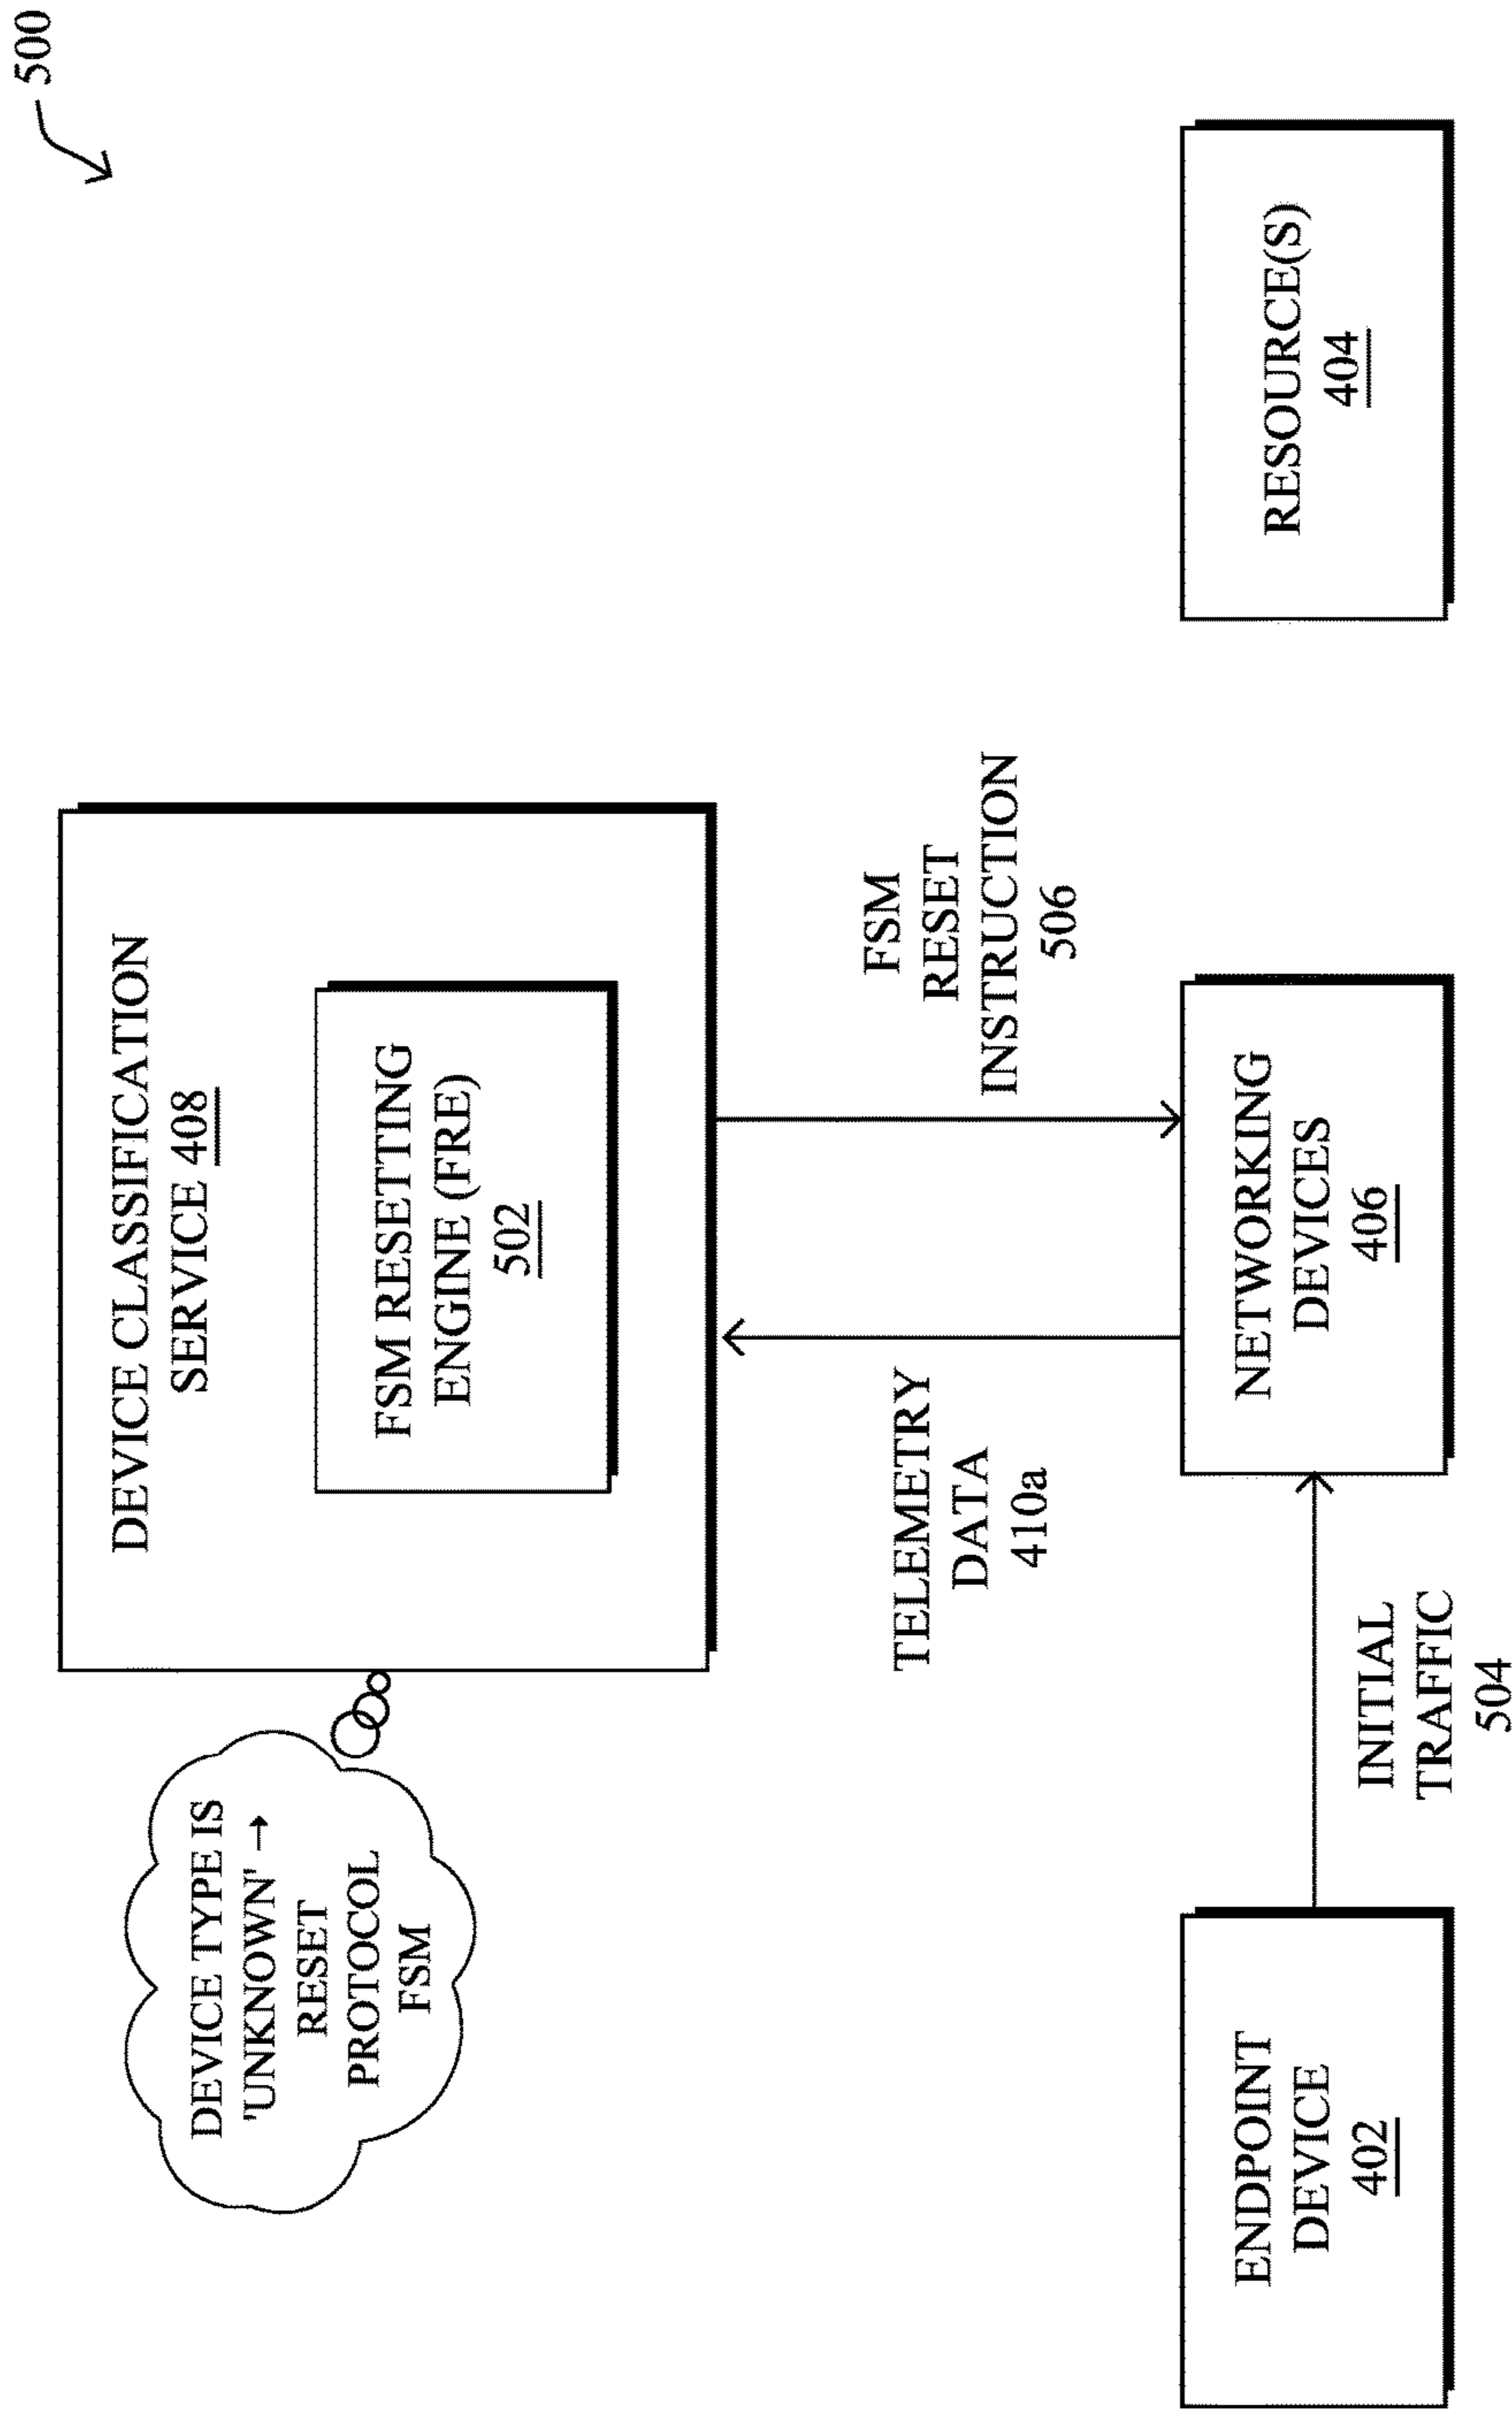 500
DEVICE TYPE IS
'UNKNOWN' →
RESET
PROTOCOL
FSM
DEVICE CLASSIFICATION
SERVICE 408
FSM RESETTING
ENGINE (FRE)
502
TELEMETRY
DATA
410a
FSM
RESET
INSTRUCTION
506
ENDPOINT
DEVICE
402
INITIAL
TRAFFIC
504
NETWORKING
DEVICES
406
RESOURCE(S)
404